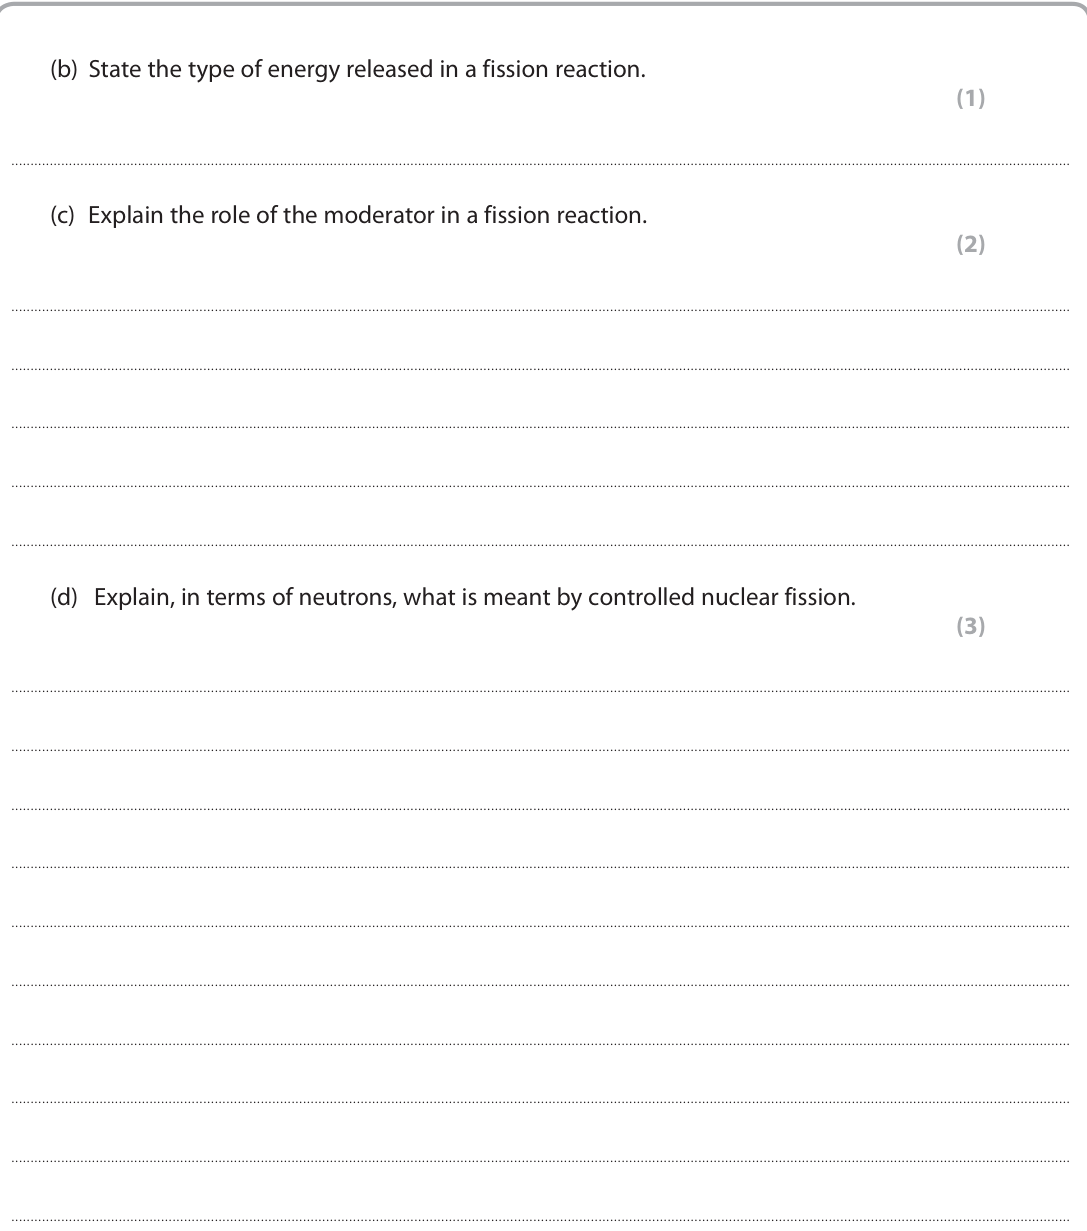 (b) State the type of energy released in a fission reaction.
(1)
(c) Explain the role of the moderator in a fission reaction.
(2)
(d) Explain, in terms of neutrons, what is meant by controlled nuclear fission.
(3)